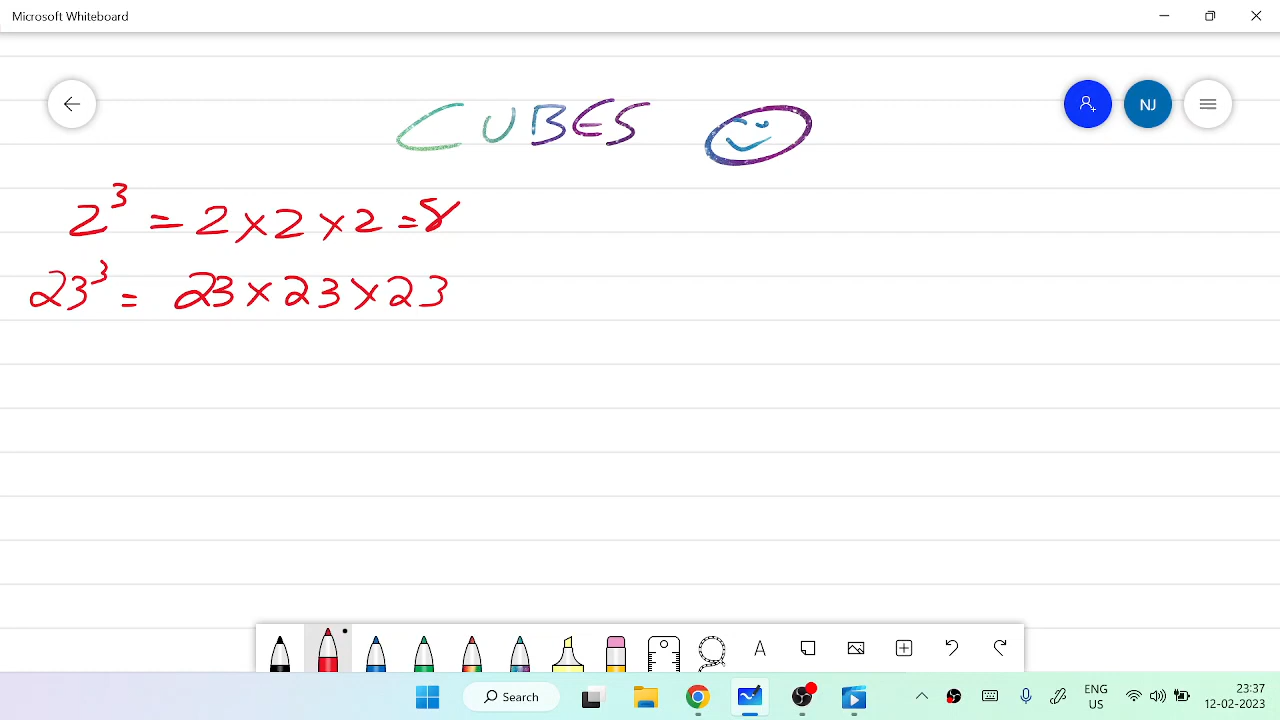 Microsoft Whiteboard
CUBES
NJ
2³ = 2 × 2 × 2 = 8
23³ = 23 × 23 × 23
A
Search
ENG
US
23:37
12-02-2023